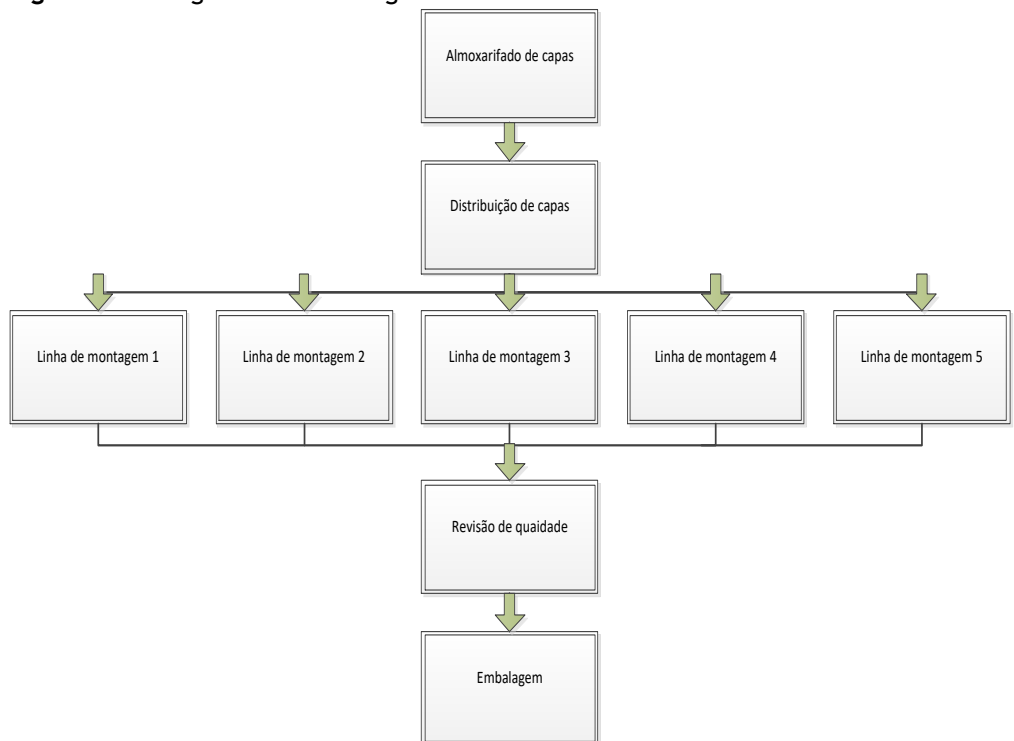 Almoxarifado de capas
Distribuição de capas
Linha de montagem 1
Linha de montagem 2
Linha de montagem 3
Linha de montagem 4
Linha de montagem 5
Revisão de quaidade
Embalagem